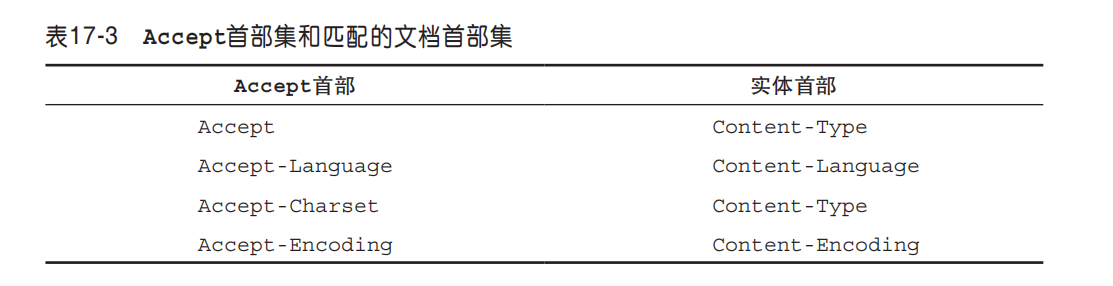 表17-3 Accept首部集和匹配的文档首部集
Accept首部 实体首部
Accept Content-Type
Accept-Language Content-Language
Accept-Charset Content-Type
Accept-Encoding Content-Encoding